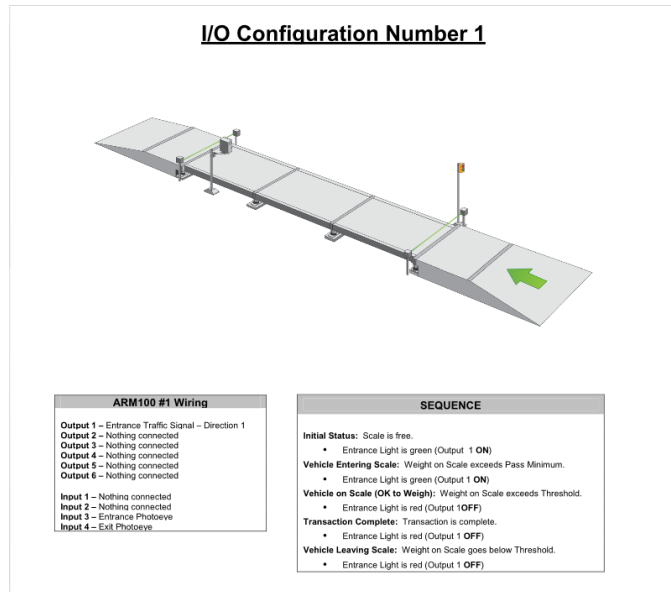 I/O Configuration Number 1
ARM100 #1 Wiring
Output 1 – Entrance Traffic Signal – Direction 1
Output 2 – Nothing connected
Output 3 – Nothing connected
Output 4 – Nothing connected
Output 5 – Nothing connected
Output 6 – Nothing connected
Input 1 – Nothing connected
Input 2 – Nothing connected
Input 3 – Entrance Photoeye
Input 4 – Exit Photoeye
SEQUENCE
Initial Status: Scale is free.
• Entrance Light is green (Output 1 ON)
Vehicle Entering Scale: Weight on Scale exceeds Pass Minimum.
• Entrance Light is green (Output 1 ON)
Vehicle on Scale (OK to Weigh): Weight on Scale exceeds Threshold.
• Entrance Light is red (Output 1OFF)
Transaction Complete: Transaction is complete.
• Entrance Light is red (Output 1 OFF)
Vehicle Leaving Scale: Weight on Scale goes below Threshold.
• Entrance Light is red (Output 1 OFF)